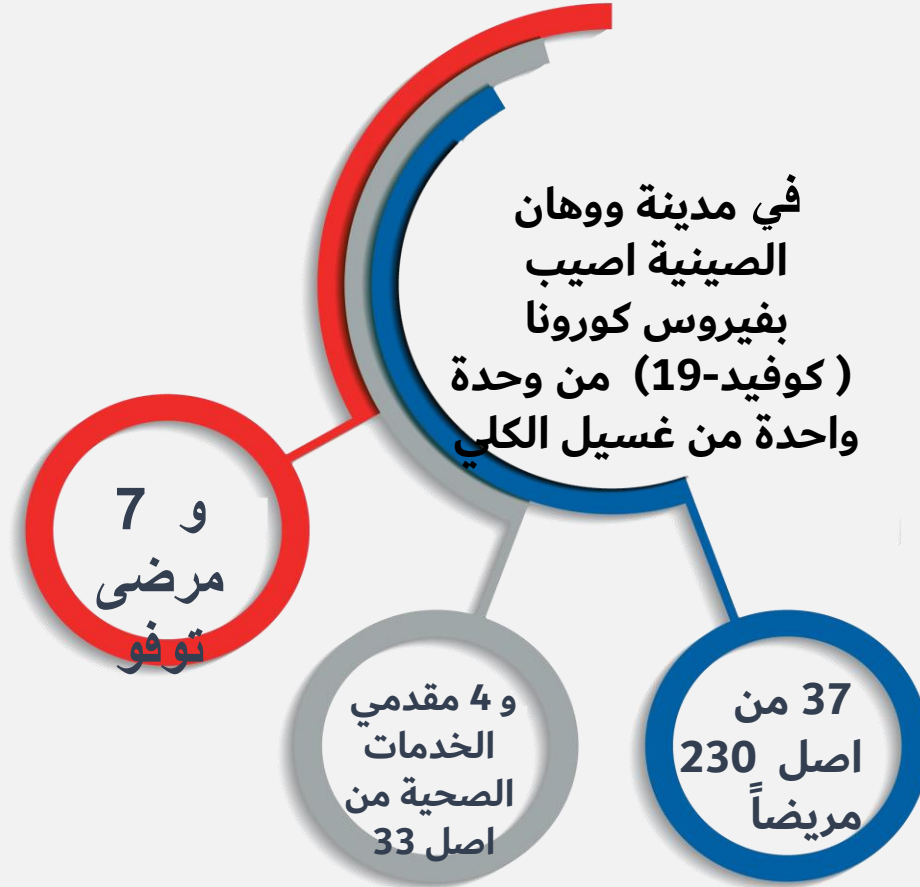 في مدينة ووهان
الصينية اصيب
بفيروس كورونا
( كوفيد-19) من وحدة
واحدة من غسيل الكلي
37 من
اصل 230
مريضاً
و 4 مقدمي
الخدمات
الصحية من
اصل 33
و 7
مرضى
توفو